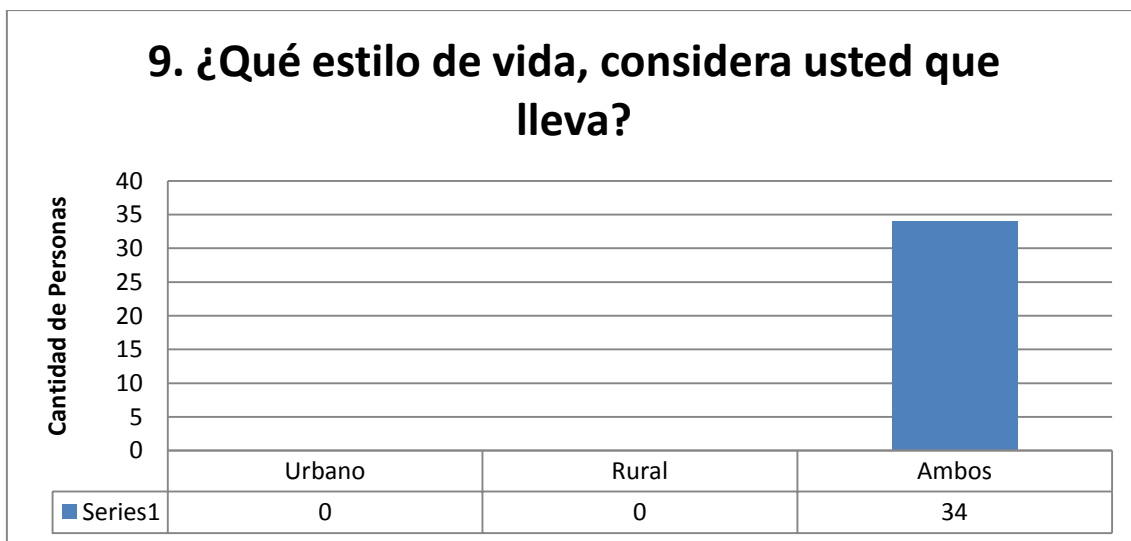 9. ¿Qué estilo de vida, considera usted que
lleva?
Cantidad de Personas
40
35
30
25
20
15
10
5
0
Urbano Rural Ambos
Series1 0 0 34